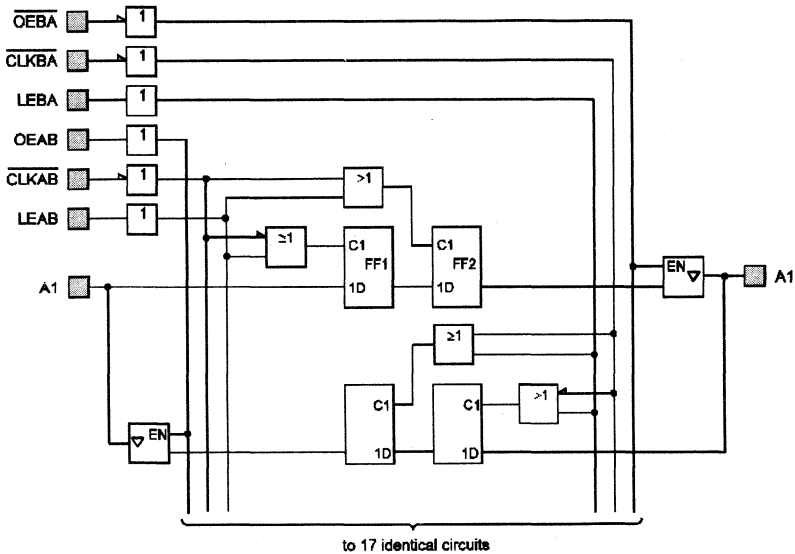 OEBA 1
CLKBA 1
LEBA 1
OEAB 1
CLKAB 1
>1
LEAB 1
≥1
C1
FF1
1D
C1
FF2
1D
A1
EN
A1
≥1
C1
1D
C1
1D
>1
EN
to 17 identical circuits